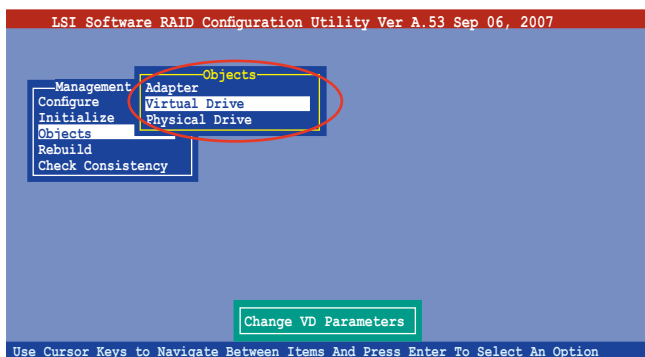 LSI Software RAID Configuration Utility Ver A.53 Sep 06, 2007
Objects
Adapter
Virtual Drive
Physical Drive
Management
Configure
Initialize
Objects
Rebuild
Check Consistency
Change VD Parameters
Use Cursor Keys to Navigate Between Items And Press Enter To Select An Option